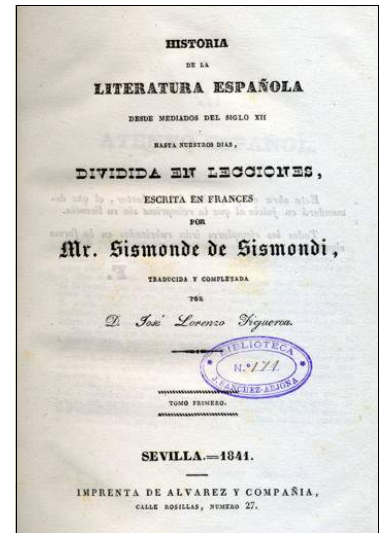 HISTORIA
DE LA
LITERATURA ESPAÑOLA
DESDE MEDIADOS DEL SIGLO XII
HASTA NUESTROS DIAS,
DIVIDIDA EN LECCIONES,
ESCRITA EN FRANCES
POR
Mr. Sismonde de Sismondi,
TRADUCIDA Y COMPLETADA
POR
D. José Lorenzo Figueroa.
BIBLIOTECA
N.º 171
J. SANCHEZ-ARJONA
TOMO PRIMERO.
SEVILLA.=1841.
IMPRENTA DE ALVAREZ Y COMPAÑIA,
CALLE ROSILLAS, NUMERO 27.